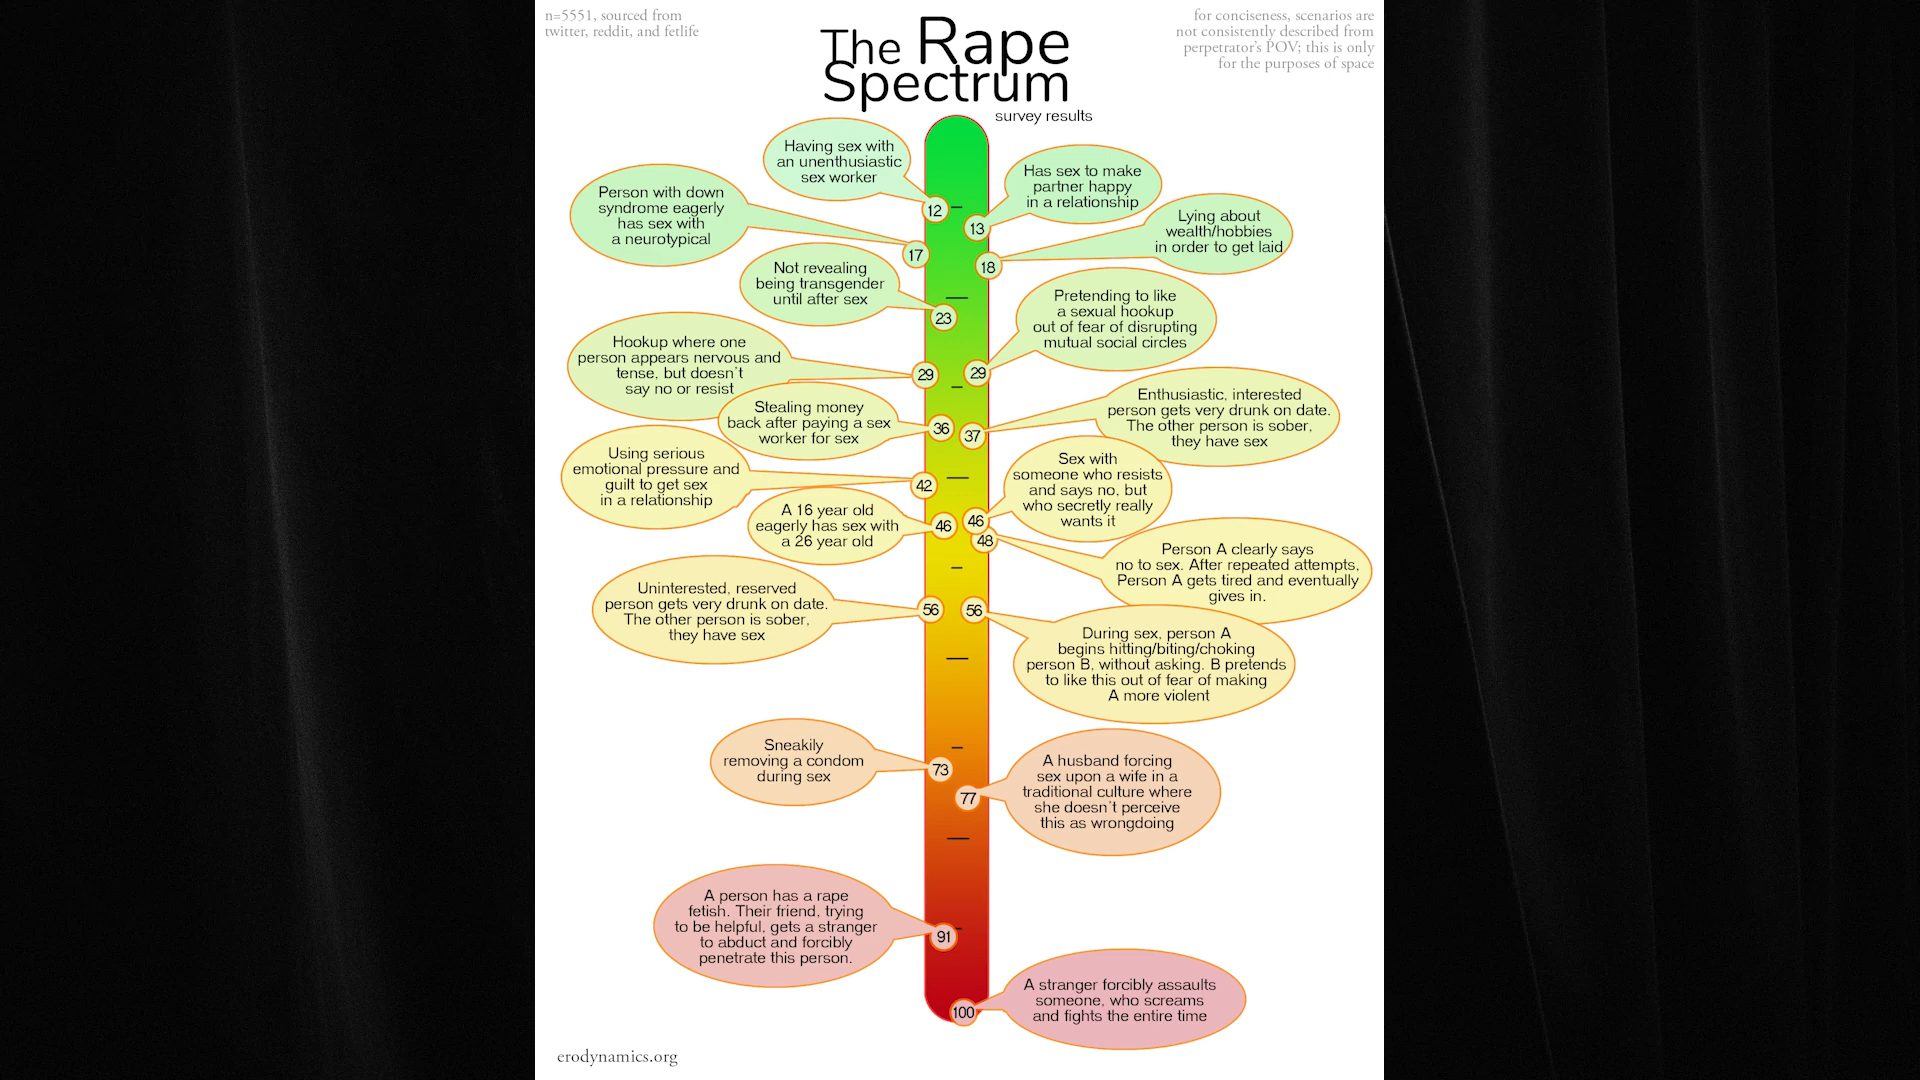 n=5551, sourced from
twitter, reddit, and fetlife
for conciseness, scenarios are
not consistently described from
perpetrator's POV; this is only
for the purposes of space
The Rape
Spectrum
survey results
Having sex with
an unenthusiastic
sex worker
12
Has sex to make
partner happy
in a relationship
13
Person with down
syndrome eagerly
has sex with
a neurotypical
17
Lying about
wealth/hobbies
in order to get laid
18
Not revealing
being transgender
until after sex
23
Pretending to like
a sexual hookup
out of fear of disrupting
mutual social circles
29
Hookup where one
person appears nervous and
tense, but doesn't
say no or resist
29
Stealing money
back after paying a sex
worker for sex
36
Enthusiastic, interested
person gets very drunk on date.
The other person is sober,
they have sex
37
Using serious
emotional pressure and
guilt to get sex
in a relationship
42
Sex with
someone who resists
and says no, but
who secretly really
wants it
46
A 16 year old
eagerly has sex with
a 26 year old
46
Person A clearly says
no to sex. After repeated attempts,
Person A gets tired and eventually
gives in.
48
Uninterested, reserved
person gets very drunk on date.
The other person is sober,
they have sex
56
During sex, person A
begins hitting/biting/choking
person B, without asking. B pretends
to like this out of fear of making
A more violent
56
Sneakily
removing a condom
during sex
73
A husband forcing
sex upon a wife in a
traditional culture where
she doesn't perceive
this as wrongdoing
77
A person has a rape
fetish. Their friend, trying
to be helpful, gets a stranger
to abduct and forcibly
penetrate this person.
91
A stranger forcibly assaults
someone, who screams
and fights the entire time
100
erodynamics.org